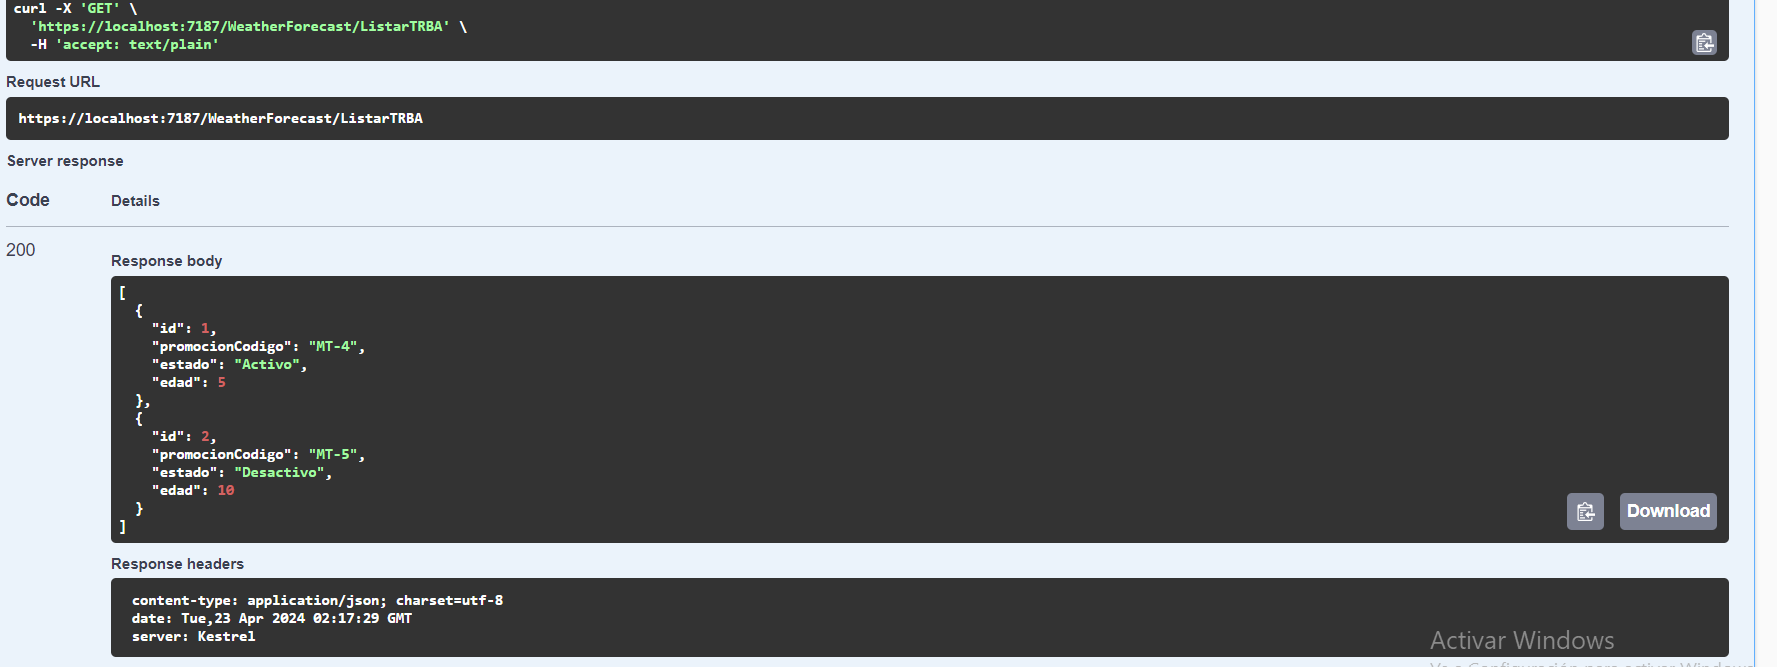 curl -X 'GET' \
'https://localhost:7187/WeatherForecast/ListarTRBA' \
-H 'accept: text/plain'
Request URL
https://localhost:7187/WeatherForecast/ListarTRBA
Server response
Code Details
200
Response body
[
{
"id": 1,
"promocionCodigo": "MT-4",
"estado": "Activo",
"edad": 5
},
{
"id": 2,
"promocionCodigo": "MT-5",
"estado": "Desactivo",
"edad": 10
}
]
Download
Response headers
content-type: application/json; charset=utf-8
date: Tue,23 Apr 2024 02:17:29 GMT
server: Kestrel
Activar Windows